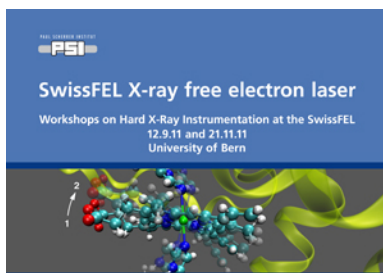 PAUL SCHERRER INSTITUT
PSI
SwissFEL X-ray free electron laser
Workshops on Hard X-Ray Instrumentation at the SwissFEL
12.9.11 and 21.11.11
University of Bern
2
1